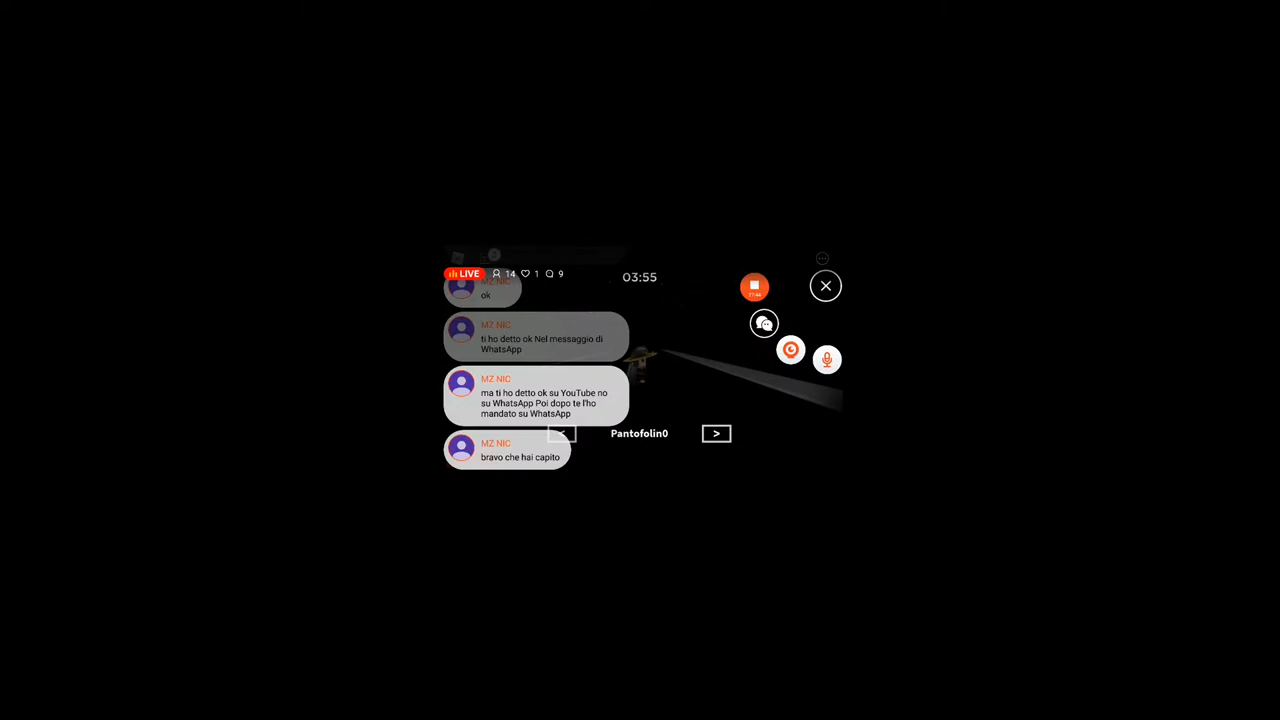 LIVE 14 1 9
03:55
MZ NIC
ok
MZ NIC
ti ho detto ok Nel messaggio di
WhatsApp
MZ NIC
ma ti ho detto ok su YouTube no
su WhatsApp Poi dopo te l'ho
mandato su WhatsApp
< Pantofolin0 >
MZ NIC
bravo che hai capito